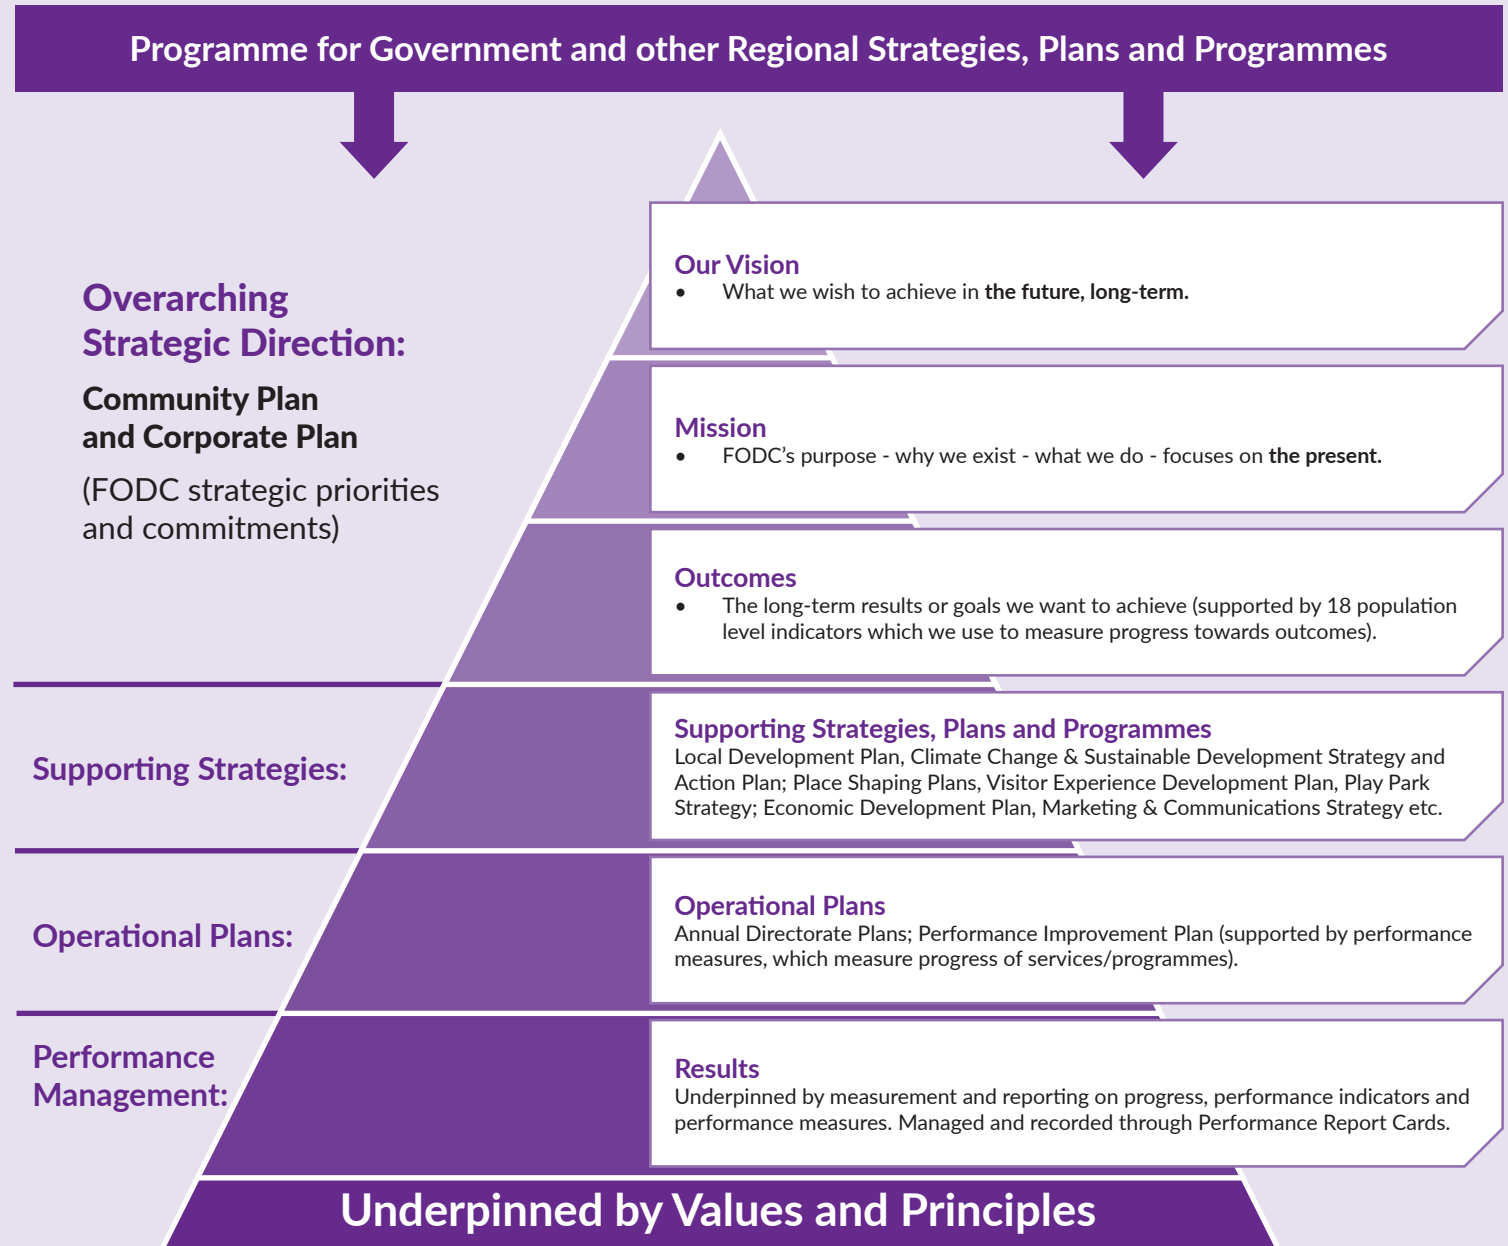 Programme for Government and other Regional Strategies, Plans and Programmes
Overarching
Strategic Direction:
Community Plan
and Corporate Plan
(FODC strategic priorities
and commitments)
Our Vision
• What we wish to achieve in the future, long-term.
Mission
• FODC’s purpose - why we exist - what we do - focuses on the present.
Outcomes
• The long-term results or goals we want to achieve (supported by 18 population
level indicators which we use to measure progress towards outcomes).
Supporting Strategies:
Supporting Strategies, Plans and Programmes
Local Development Plan, Climate Change & Sustainable Development Strategy and
Action Plan; Place Shaping Plans, Visitor Experience Development Plan, Play Park
Strategy; Economic Development Plan, Marketing & Communications Strategy etc.
Operational Plans:
Operational Plans
Annual Directorate Plans; Performance Improvement Plan (supported by performance
measures, which measure progress of services/programmes).
Performance
Management:
Results
Underpinned by measurement and reporting on progress, performance indicators and
performance measures. Managed and recorded through Performance Report Cards.
Underpinned by Values and Principles